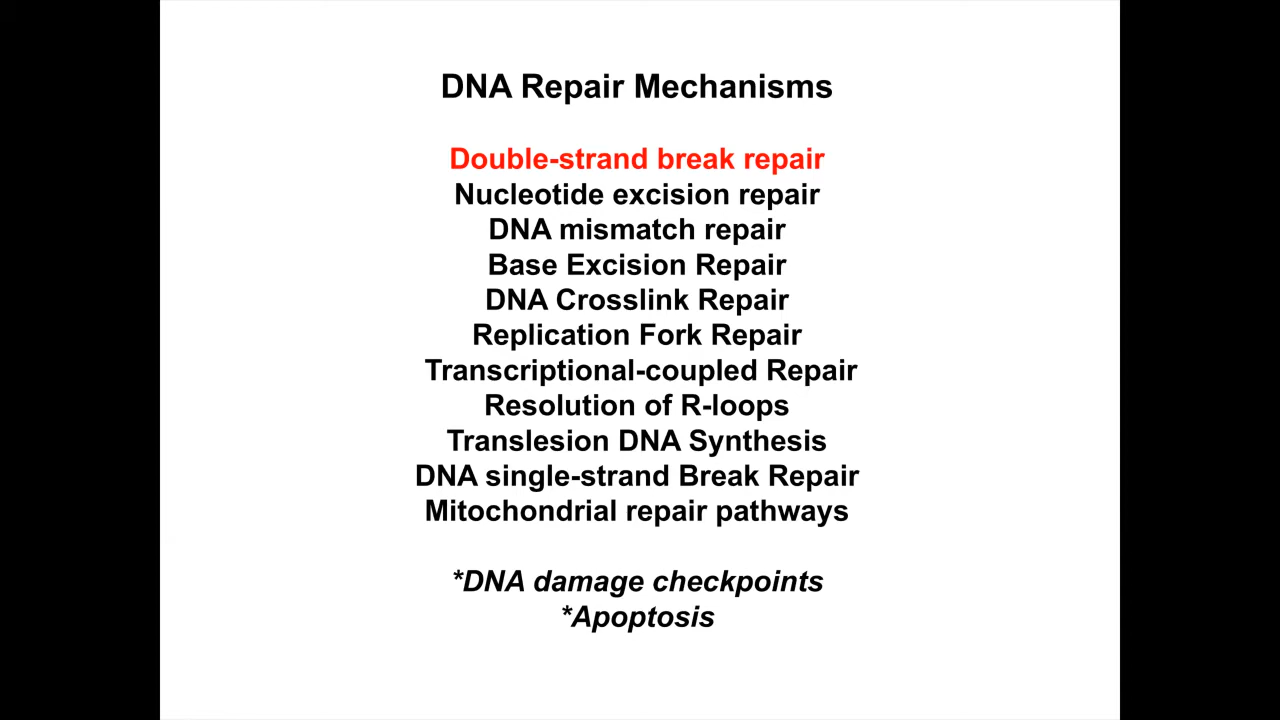 DNA Repair Mechanisms
Double-strand break repair
Nucleotide excision repair
DNA mismatch repair
Base Excision Repair
DNA Crosslink Repair
Replication Fork Repair
Transcriptional-coupled Repair
Resolution of R-loops
Translesion DNA Synthesis
DNA single-strand Break Repair
Mitochondrial repair pathways
*DNA damage checkpoints
*Apoptosis